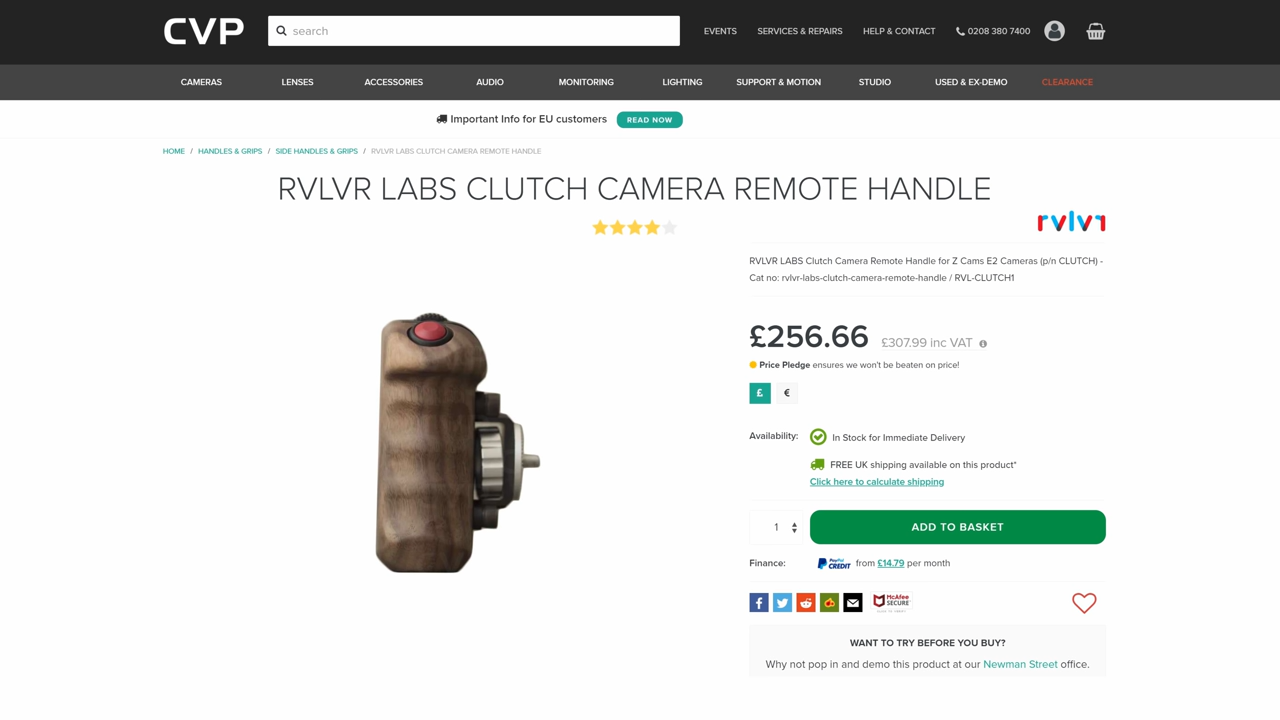 CVP
search
EVENTS
SERVICES & REPAIRS
HELP & CONTACT
0208 380 7400
CAMERAS
LENSES
ACCESSORIES
AUDIO
MONITORING
LIGHTING
SUPPORT & MOTION
STUDIO
USED & EX-DEMO
CLEARANCE
Important Info for EU customers
READ NOW
HOME / HANDLES & GRIPS / SIDE HANDLES & GRIPS / RVLVR LABS CLUTCH CAMERA REMOTE HANDLE
RVLVR LABS CLUTCH CAMERA REMOTE HANDLE
rvlvr
RVLVR LABS Clutch Camera Remote Handle for Z Cams E2 Cameras (p/n CLUTCH) -
Cat no: rvlvr-labs-clutch-camera-remote-handle / RVL-CLUTCH1
£256.66 £307.99 inc VAT
Price Pledge ensures we won't be beaten on price!
£ €
Availability: In Stock for Immediate Delivery
FREE UK shipping available on this product*
Click here to calculate shipping
1
ADD TO BASKET
Finance: PayPal CREDIT from £14.79 per month
McAfee
SECURE
WANT TO TRY BEFORE YOU BUY?
Why not pop in and demo this product at our Newman Street office.